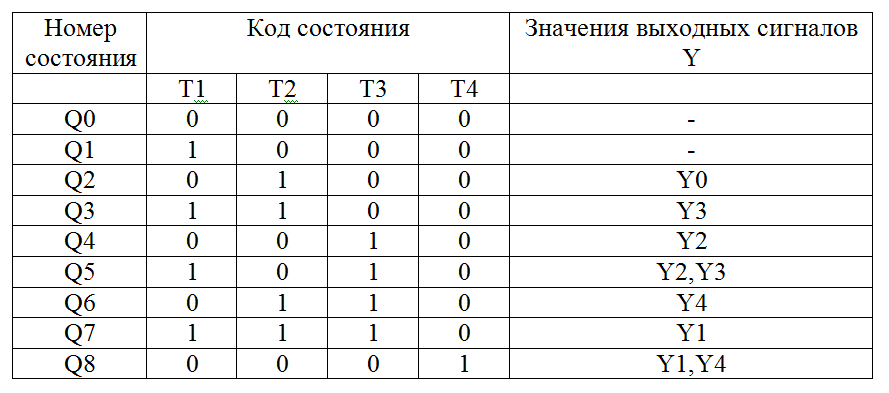 Номер состояния Код состояния Значения выходных сигналов Y
T1 T2 T3 T4
Q0 0 0 0 0 -
Q1 1 0 0 0 -
Q2 0 1 0 0 Y0
Q3 1 1 0 0 Y3
Q4 0 0 1 0 Y2
Q5 1 0 1 0 Y2,Y3
Q6 0 1 1 0 Y4
Q7 1 1 1 0 Y1
Q8 0 0 0 1 Y1,Y4